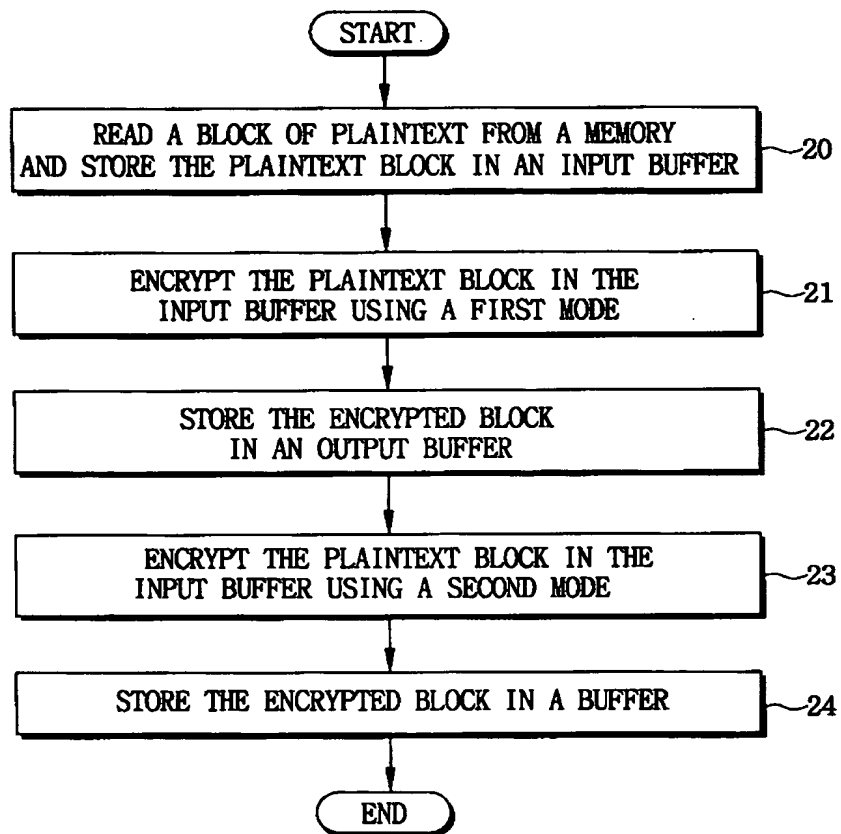 START
READ A BLOCK OF PLAINTEXT FROM A MEMORY
AND STORE THE PLAINTEXT BLOCK IN AN INPUT BUFFER
20
ENCRYPT THE PLAINTEXT BLOCK IN THE
INPUT BUFFER USING A FIRST MODE
21
STORE THE ENCRYPTED BLOCK
IN AN OUTPUT BUFFER
22
ENCRYPT THE PLAINTEXT BLOCK IN THE
INPUT BUFFER USING A SECOND MODE
23
STORE THE ENCRYPTED BLOCK IN A BUFFER
24
END